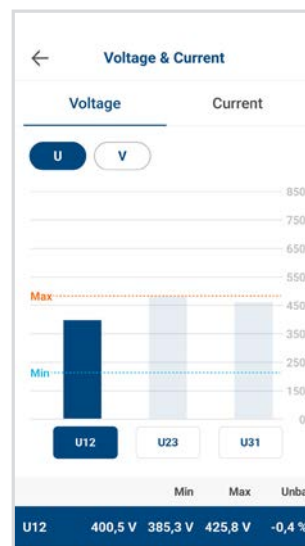 Voltage & Current
Voltage Current
U V
850
750
650
550
Max
450
350
250
Min
150
0
U12 U23 U31
Min Max Unba
U12 400,5 V 385,3 V 425,8 V -0,4 %